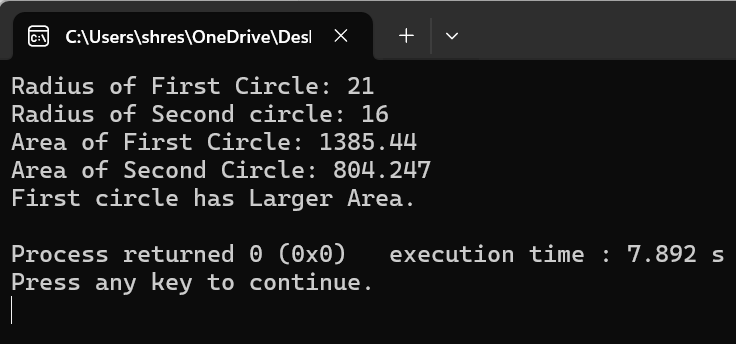 C:\Users\shres\OneDrive\Desl
Radius of First Circle: 21
Radius of Second circle: 16
Area of First Circle: 1385.44
Area of Second Circle: 804.247
First circle has Larger Area.
Process returned 0 (0x0)   execution time : 7.892 s
Press any key to continue.